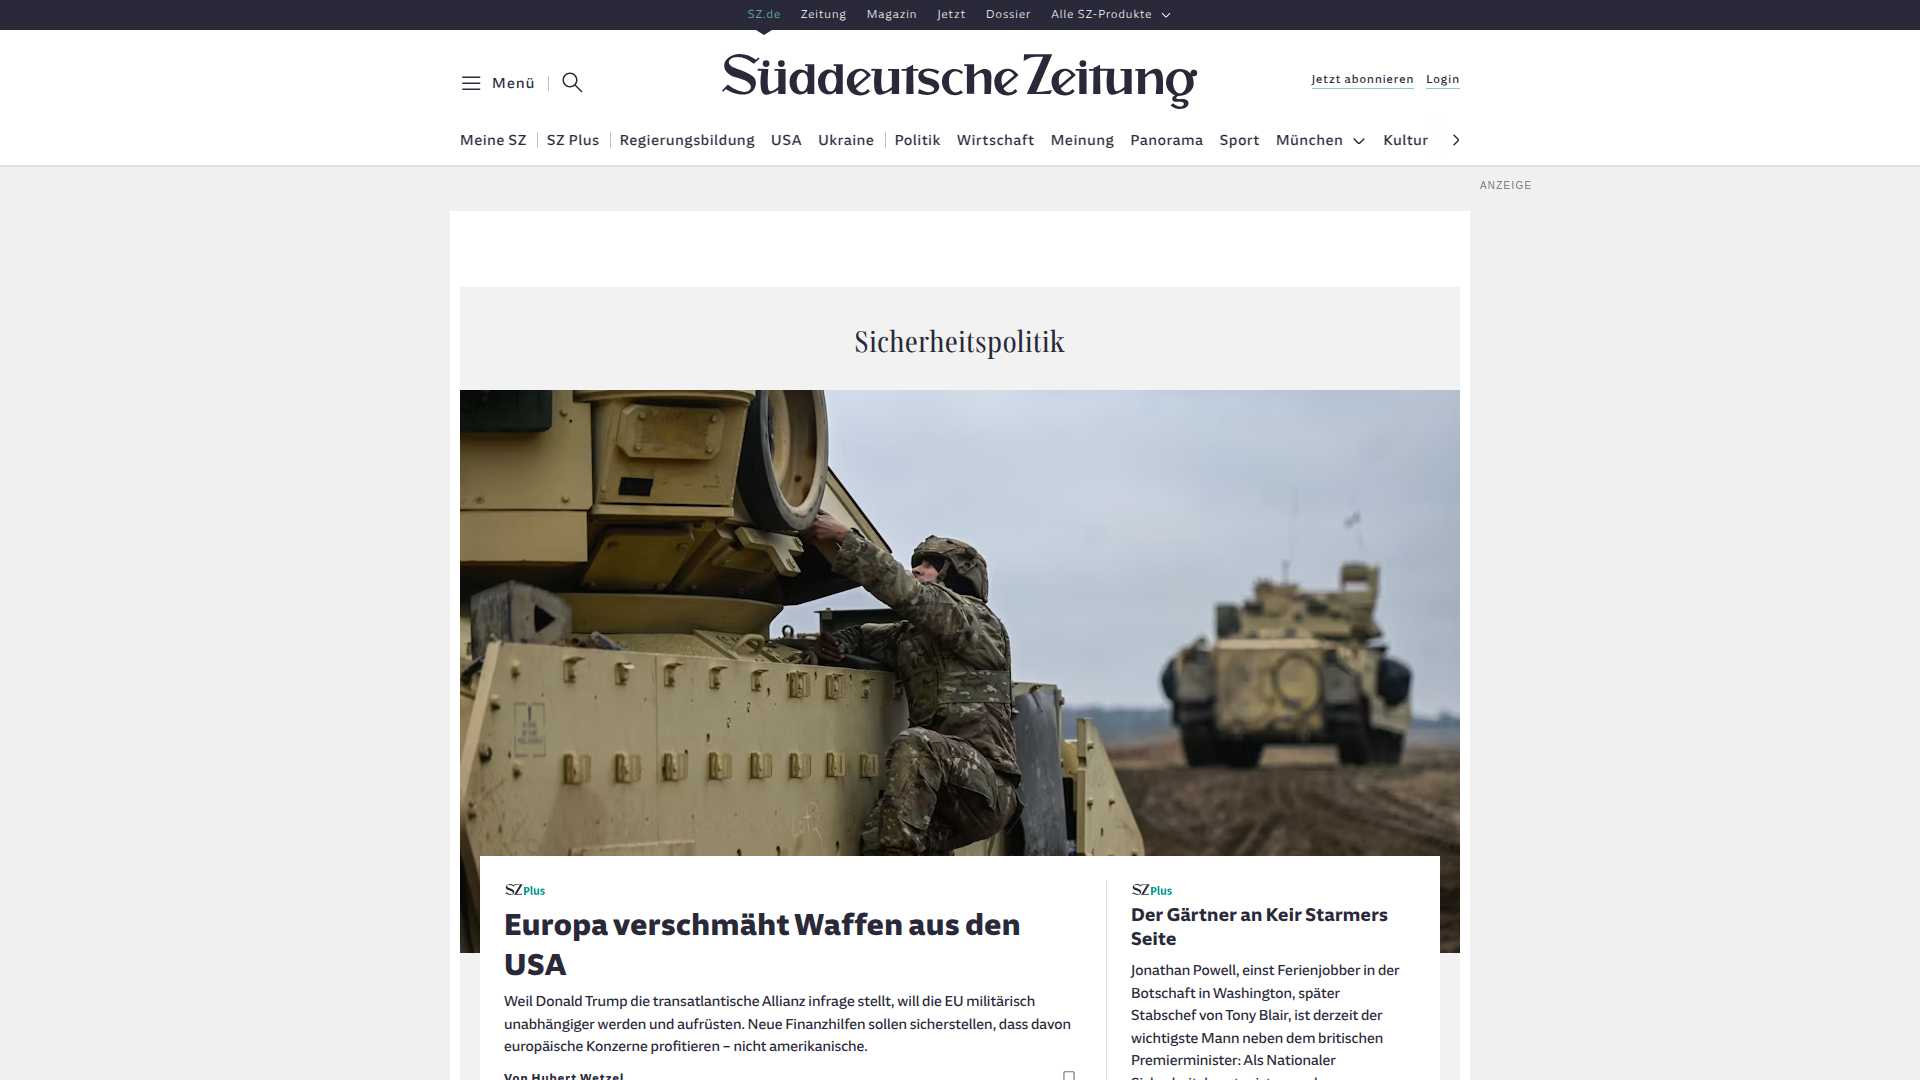 SZ.de Zeitung Magazin Jetzt Dossier Alle SZ-Produkte
Menü
Süddeutsche Zeitung
Jetzt abonnieren Login
Meine SZ SZ Plus Regierungsbildung USA Ukraine Politik Wirtschaft Meinung Panorama Sport München Kultur
ANZEIGE
Sicherheitspolitik
SZ Plus
Europa verschmäht Waffen aus den
USA
Weil Donald Trump die transatlantische Allianz infrage stellt, will die EU militärisch
unabhängiger werden und aufrüsten. Neue Finanzhilfen sollen sicherstellen, dass davon
europäische Konzerne profitieren – nicht amerikanische.
Von Hubert Wetzel
SZ Plus
Der Gärtner an Keir Starmers
Seite
Jonathan Powell, einst Ferienjobber in der
Botschaft in Washington, später
Stabschef von Tony Blair, ist derzeit der
wichtigste Mann neben dem britischen
Premierminister: Als Nationaler